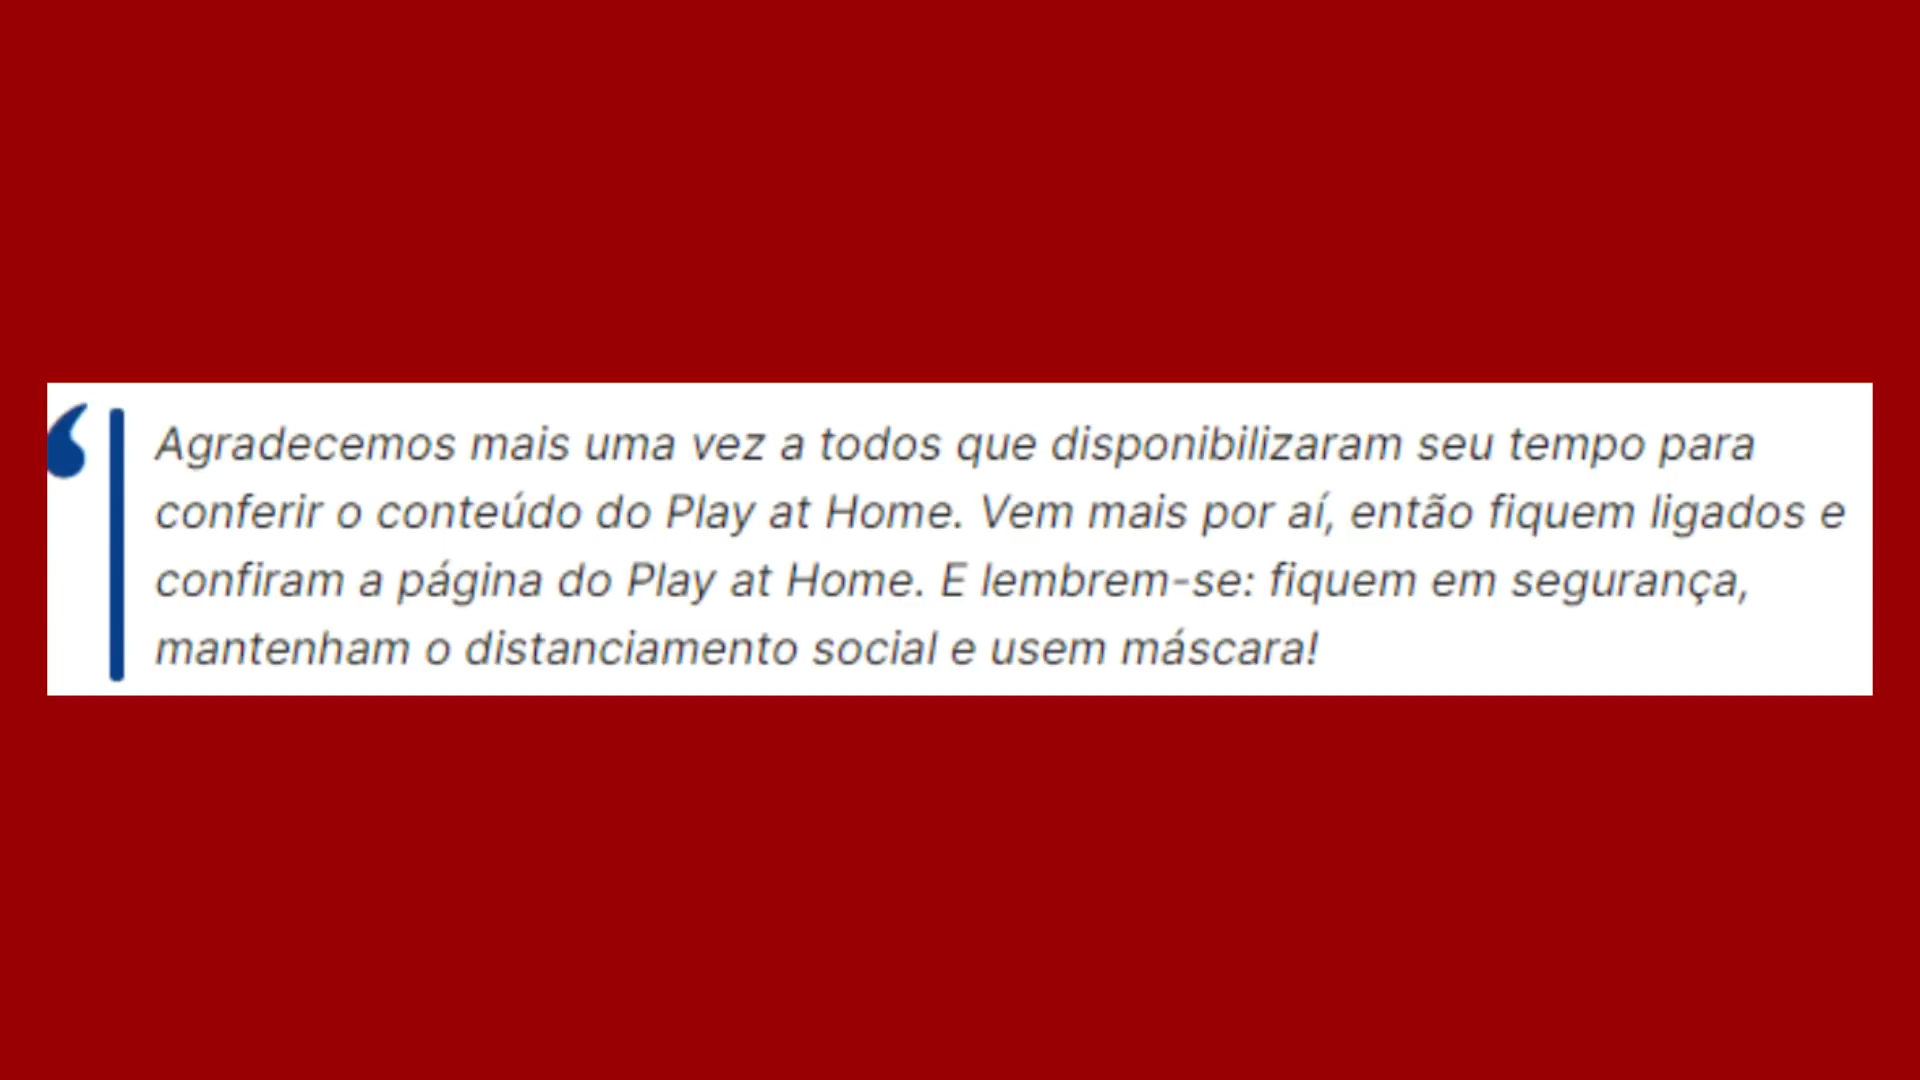 Agradecemos mais uma vez a todos que disponibilizaram seu tempo para
conferir o conteúdo do Play at Home. Vem mais por aí, então fiquem ligados e
confiram a página do Play at Home. E lembrem-se: fiquem em segurança,
mantenham o distanciamento social e usem máscara!